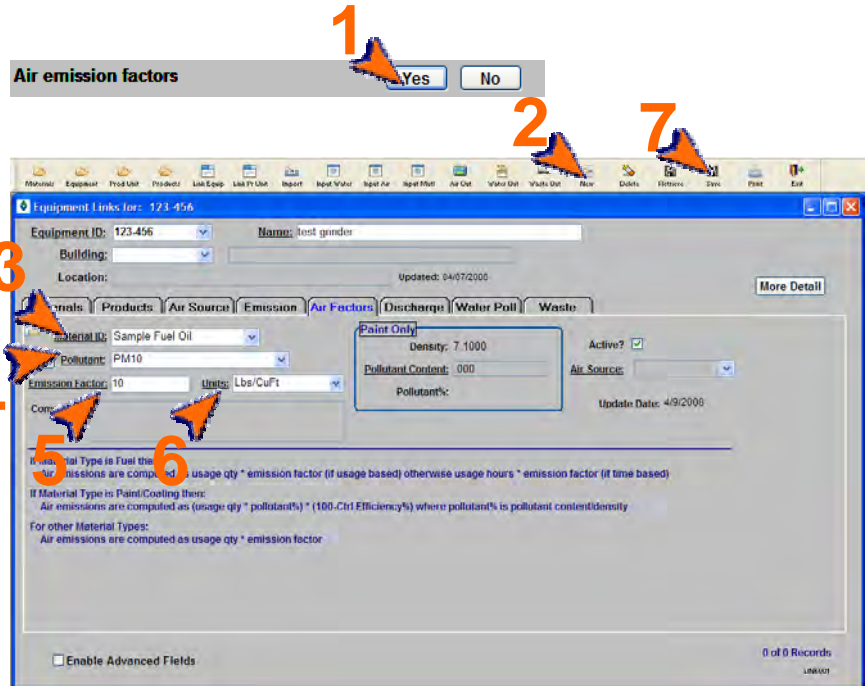 1
Air emission factors Yes No
2 7
Materials Equipment Prod Unit Products Link Equip Link Pr Unit Import Input Water Input Air Input Matl Air Out Water Out Waste Out New Delete Retrieve Save Print Exit
Equipment Links for: 123-456
Equipment ID: 123-456 Name: test grinder
Building:
Location: Updated: 04/07/2008
More Detail
3
Products Air Source Emission Air Factors Discharge Water Poll Waste
Material ID: Sample Fuel Oil
Paint Only
Density: 7.1000
Active?
Pollutant: PM10
Pollutant Content: 000
Air Source:
Emission Factor: 10 Units: Lbs/CuFt
Pollutant%:
Update Date: 4/9/2008
5 6
Air emissions are computed as usage qty * emission factor (if usage based) otherwise usage hours * emission factor (if time based)
If Material Type is Paint/Coating then:
Air emissions are computed as (usage qty * pollutant%) * (100-Ctrl Efficiency%) where pollutant% is pollutant content/density
For other Material Types:
Air emissions are computed as usage qty * emission factor
Enable Advanced Fields
0 of 0 Records